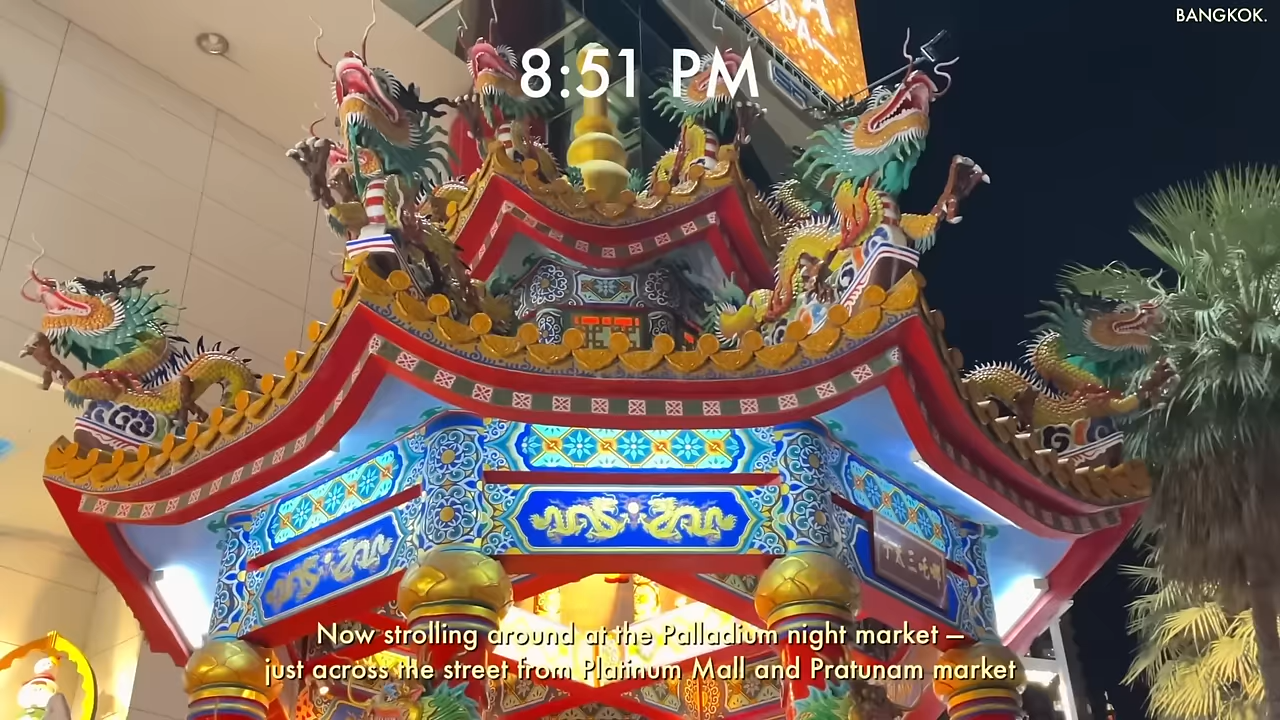 BANGKOK.
8:51 PM
Now strolling around at the Palladium night market –
just across the street from Platinum Mall and Pratunam market